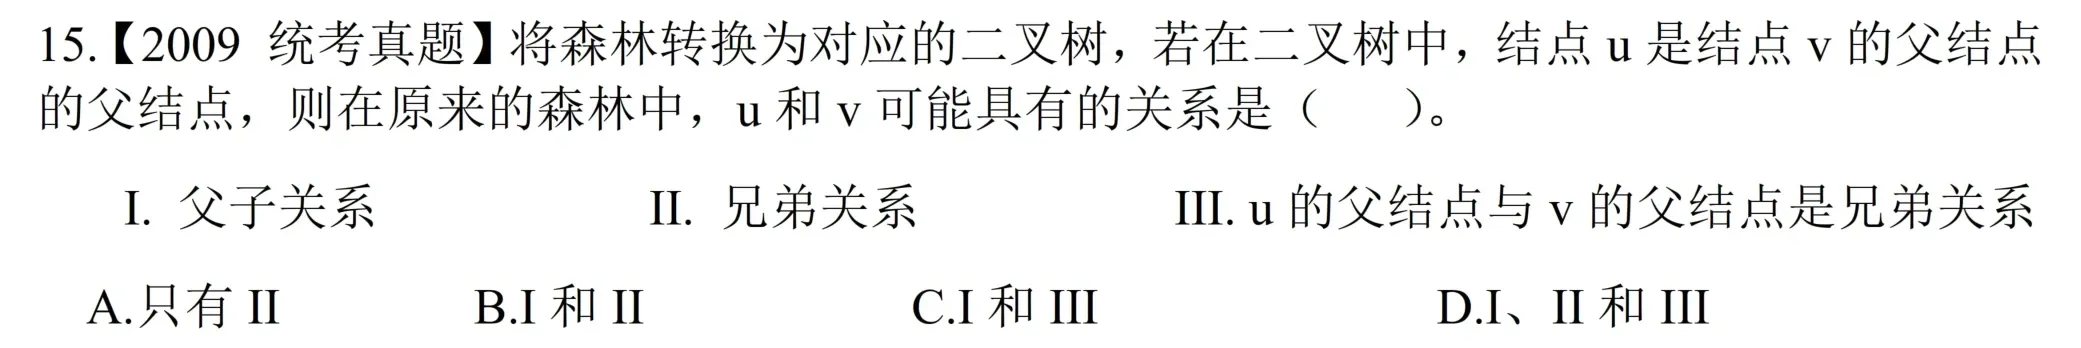 15.【2009 统考真题】将森林转换为对应的二叉树，若在二叉树中，结点 u 是结点 v 的父结点
的父结点，则在原来的森林中，u 和 v 可能具有的关系是（　　）。
I. 父子关系 II. 兄弟关系 III. u 的父结点与 v 的父结点是兄弟关系
A.只有 II B.I 和 II C.I 和 III D.I、II 和 III